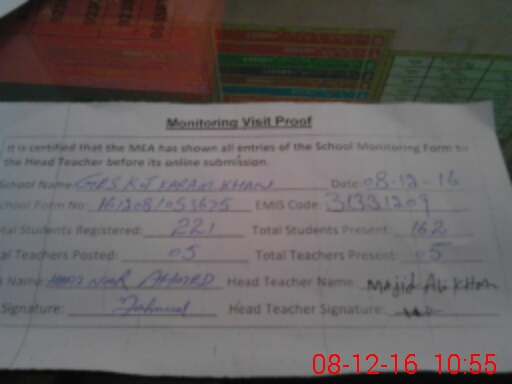 Monitoring Visit Proof
It is certified that the MEA has shown all entries of the School Monitoring Form to
the Head Teacher before its online submission.
School Name: GPS KOT KARAM KHAN Date: 08-12-16
School Form No. EMIS Code: 31331209
Total Students Registered: 221 Total Students Present: 162
Total Teachers Posted: 05 Total Teachers Present: 05
Name: NOOR AHMED Head Teacher Name: Majid Ali Khan
Signature: Head Teacher Signature:
08-12-16 10:55